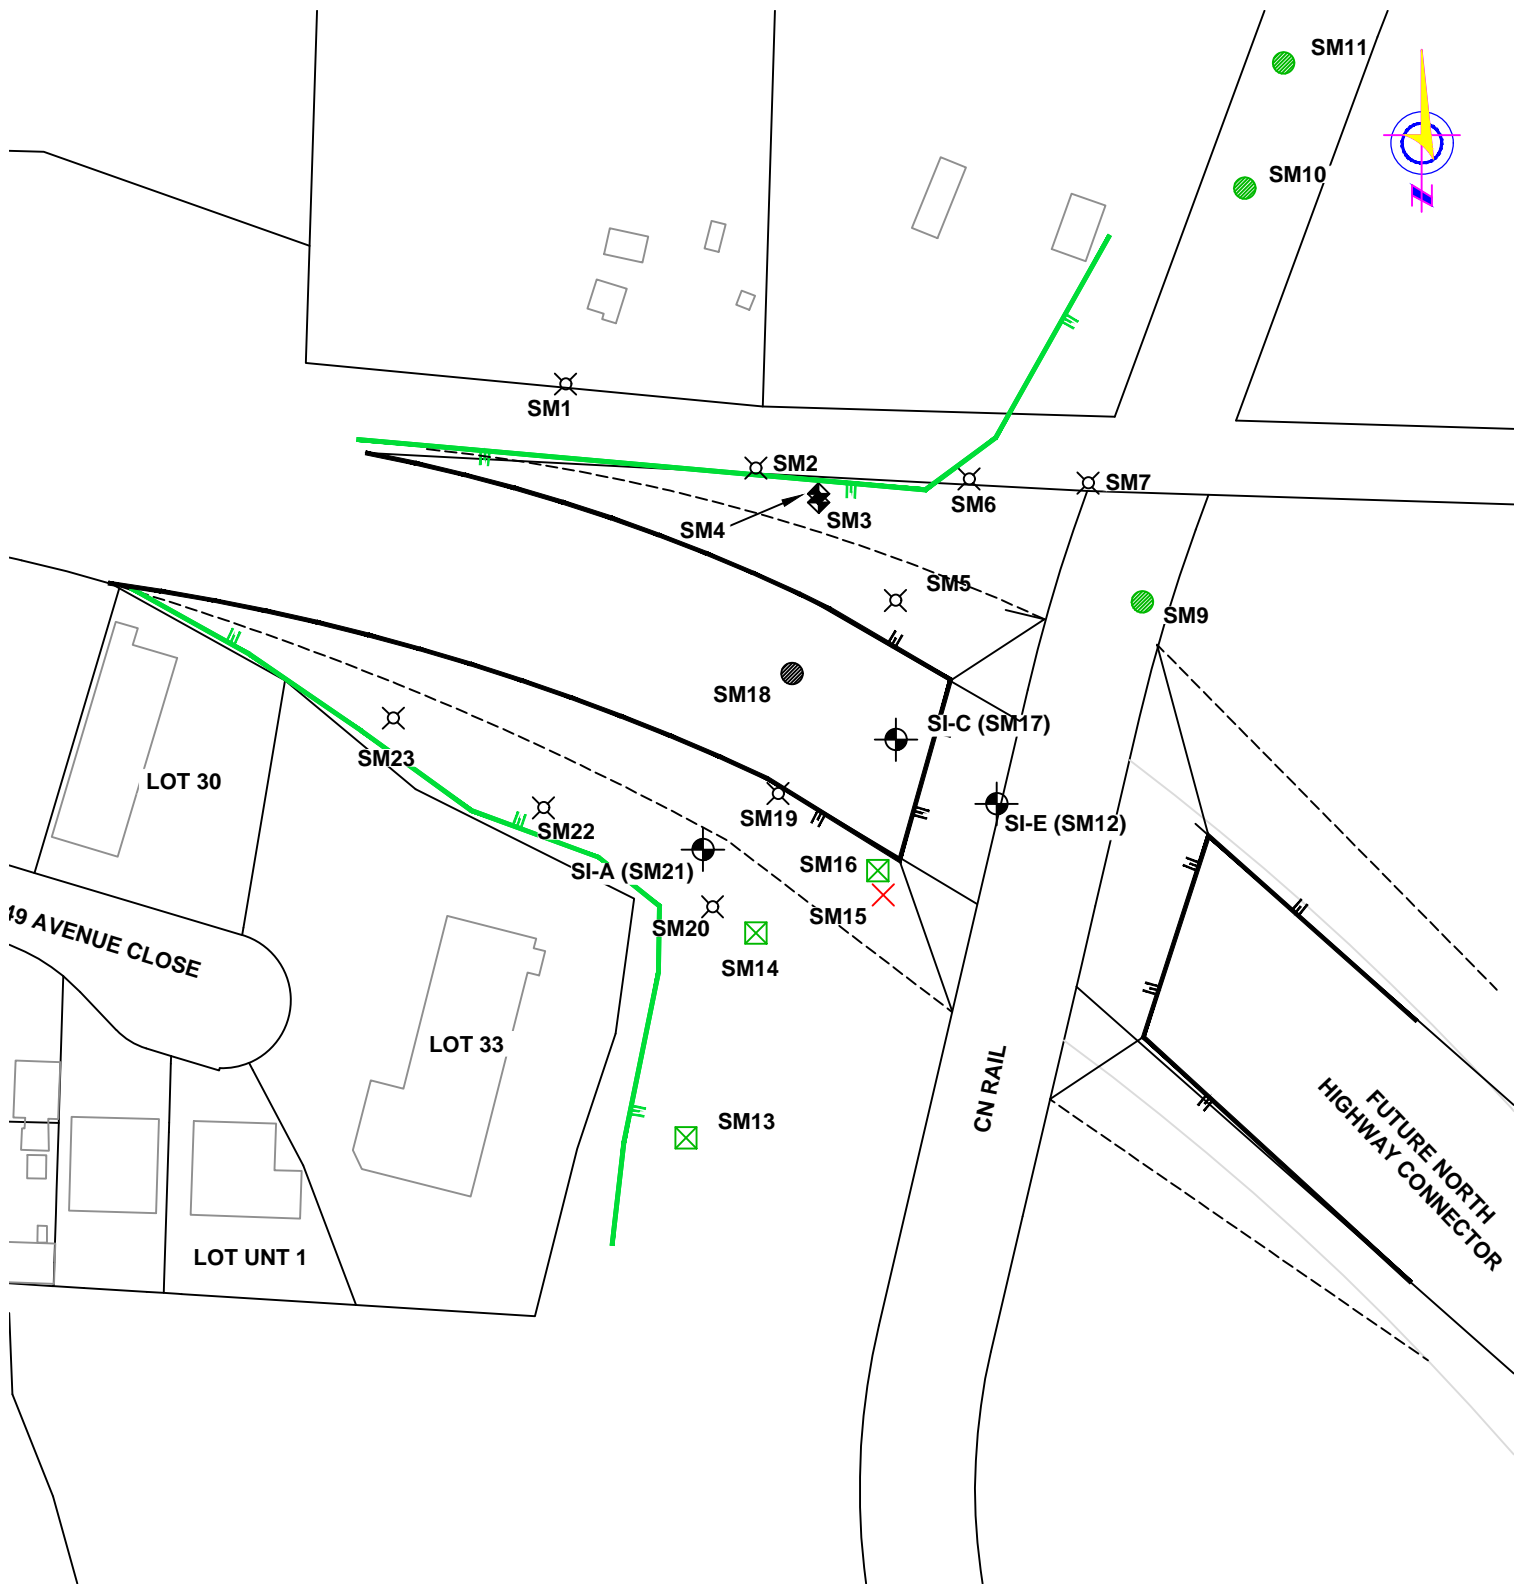 SM11
SM10
N
SM1
SM2
SM7
SM6
SM3
SM4
SM5
SM9
SM18
SI-C (SM17)
SM23
LOT 30
SM19
SI-E (SM12)
SM22
SM16
SI-A (SM21)
SM15
SM20
49 AVENUE CLOSE
SM14
LOT 33
CN RAIL
SM13
FUTURE NORTH
HIGHWAY CONNECTOR
LOT UNT 1